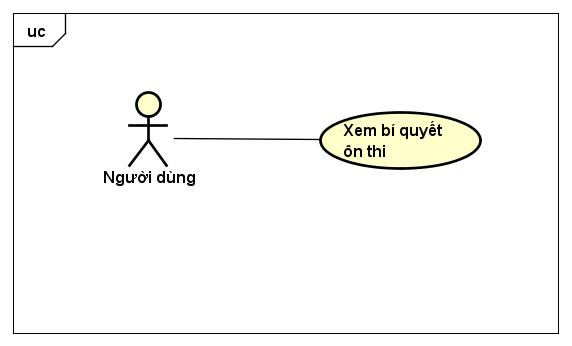 uc
Xem bí quyết
ôn thi
Người dùng